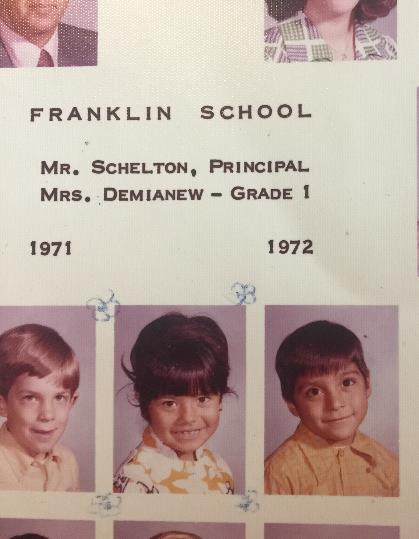 FRANKLIN SCHOOL
MR. SCHELTON, PRINCIPAL
MRS. DEMIANEW – GRADE 1
1971 1972